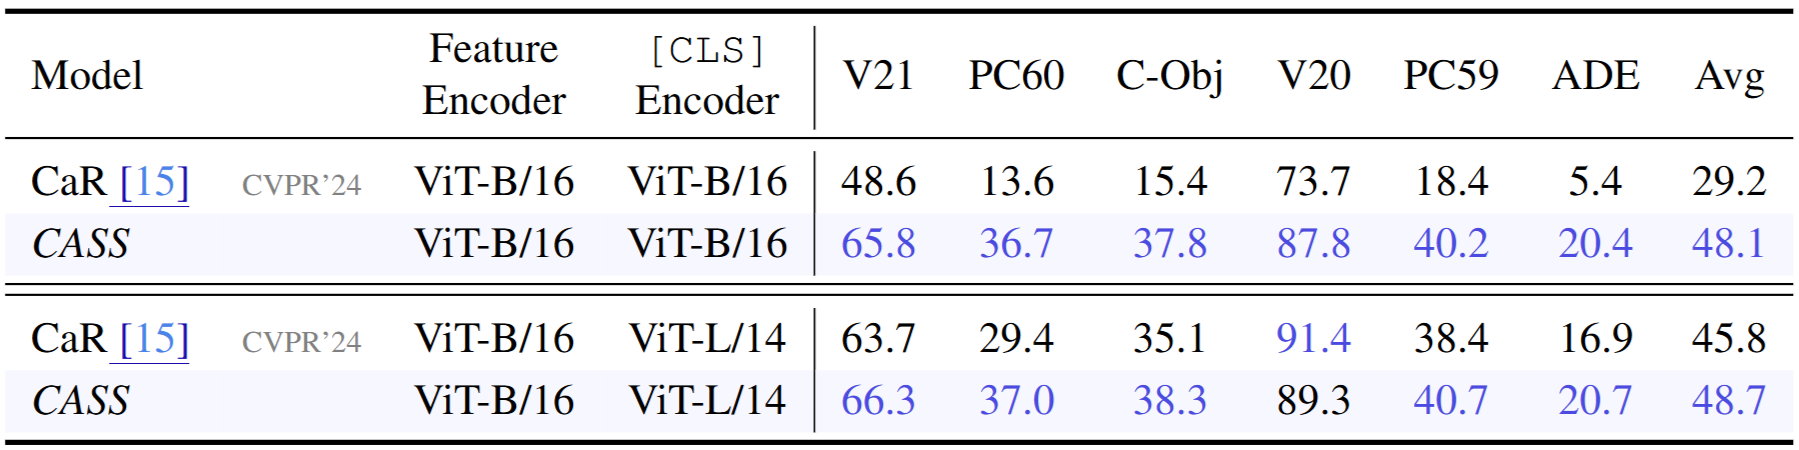 Model Feature Encoder [CLS] Encoder V21 PC60 C-Obj V20 PC59 ADE Avg
CaR [15] CVPR'24 ViT-B/16 ViT-B/16 48.6 13.6 15.4 73.7 18.4 5.4 29.2
CASS ViT-B/16 ViT-B/16 65.8 36.7 37.8 87.8 40.2 20.4 48.1
CaR [15] CVPR'24 ViT-B/16 ViT-L/14 63.7 29.4 35.1 91.4 38.4 16.9 45.8
CASS ViT-B/16 ViT-L/14 66.3 37.0 38.3 89.3 40.7 20.7 48.7